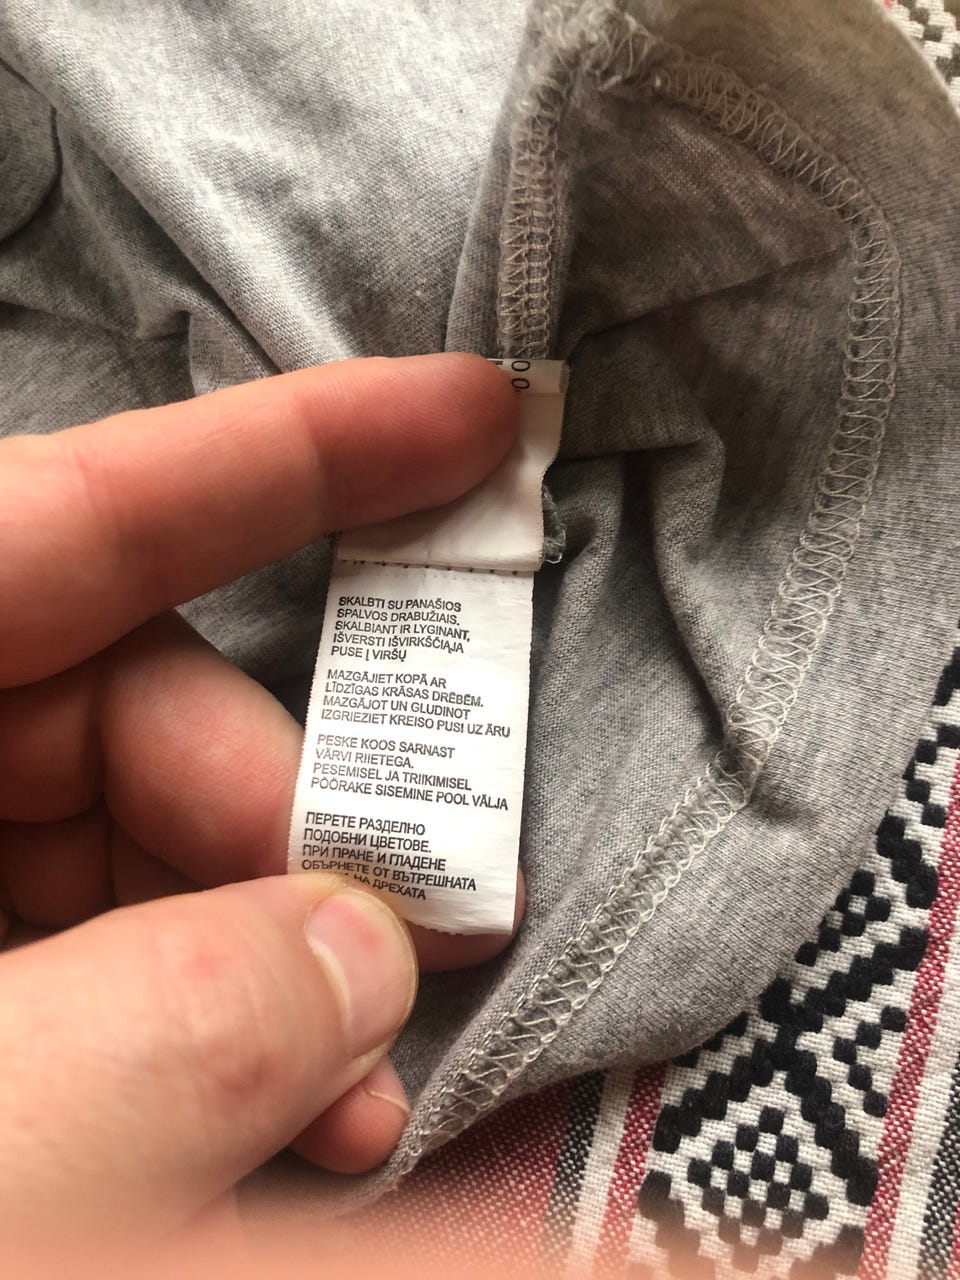 0 0
SKALBTI SU PANAŠIOS
SPALVOS DRABUŽIAIS.
SKALBIANT IR LYGINANT,
IŠVERSTI IŠVIRKŠČIĄJA
PUSE Į VIRŠŲ
MAZGĀJIET KOPĀ AR
LĪDZĪGAS KRĀSAS DRĒBĒM.
MAZGĀJOT UN GLUDINOT
IZGRIEZIET KREISO PUSI UZ ĀRU
PESKE KOOS SARNAST
VÄRVI RIIETEGA.
PESEMISEL JA TRIIKIMISEL
PÖÖRAKE SISEMINE POOL VÄLJA
ПЕРЕТЕ РАЗДЕЛНО
ПОДОБНИ ЦВЕТОВЕ.
ПРИ ПРАНЕ И ГЛАДЕНЕ
ОБЪРНЕТЕ ОТ ВЪТРЕШНАТА
НА ДРЕХАТА